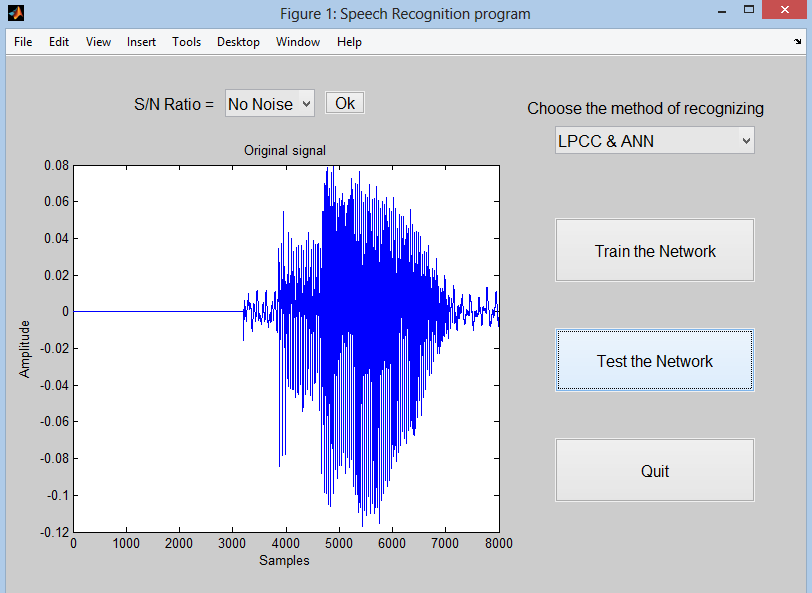 Figure 1: Speech Recognition program
File Edit View Insert Tools Desktop Window Help
S/N Ratio = No Noise Ok
Choose the method of recognizing
LPCC & ANN
Original signal
0.08
0.06
0.04
0.02
0
-0.02
-0.04
-0.06
-0.08
-0.1
-0.12
Amplitude
0 1000 2000 3000 4000 5000 6000 7000 8000
Samples
Train the Network
Test the Network
Quit